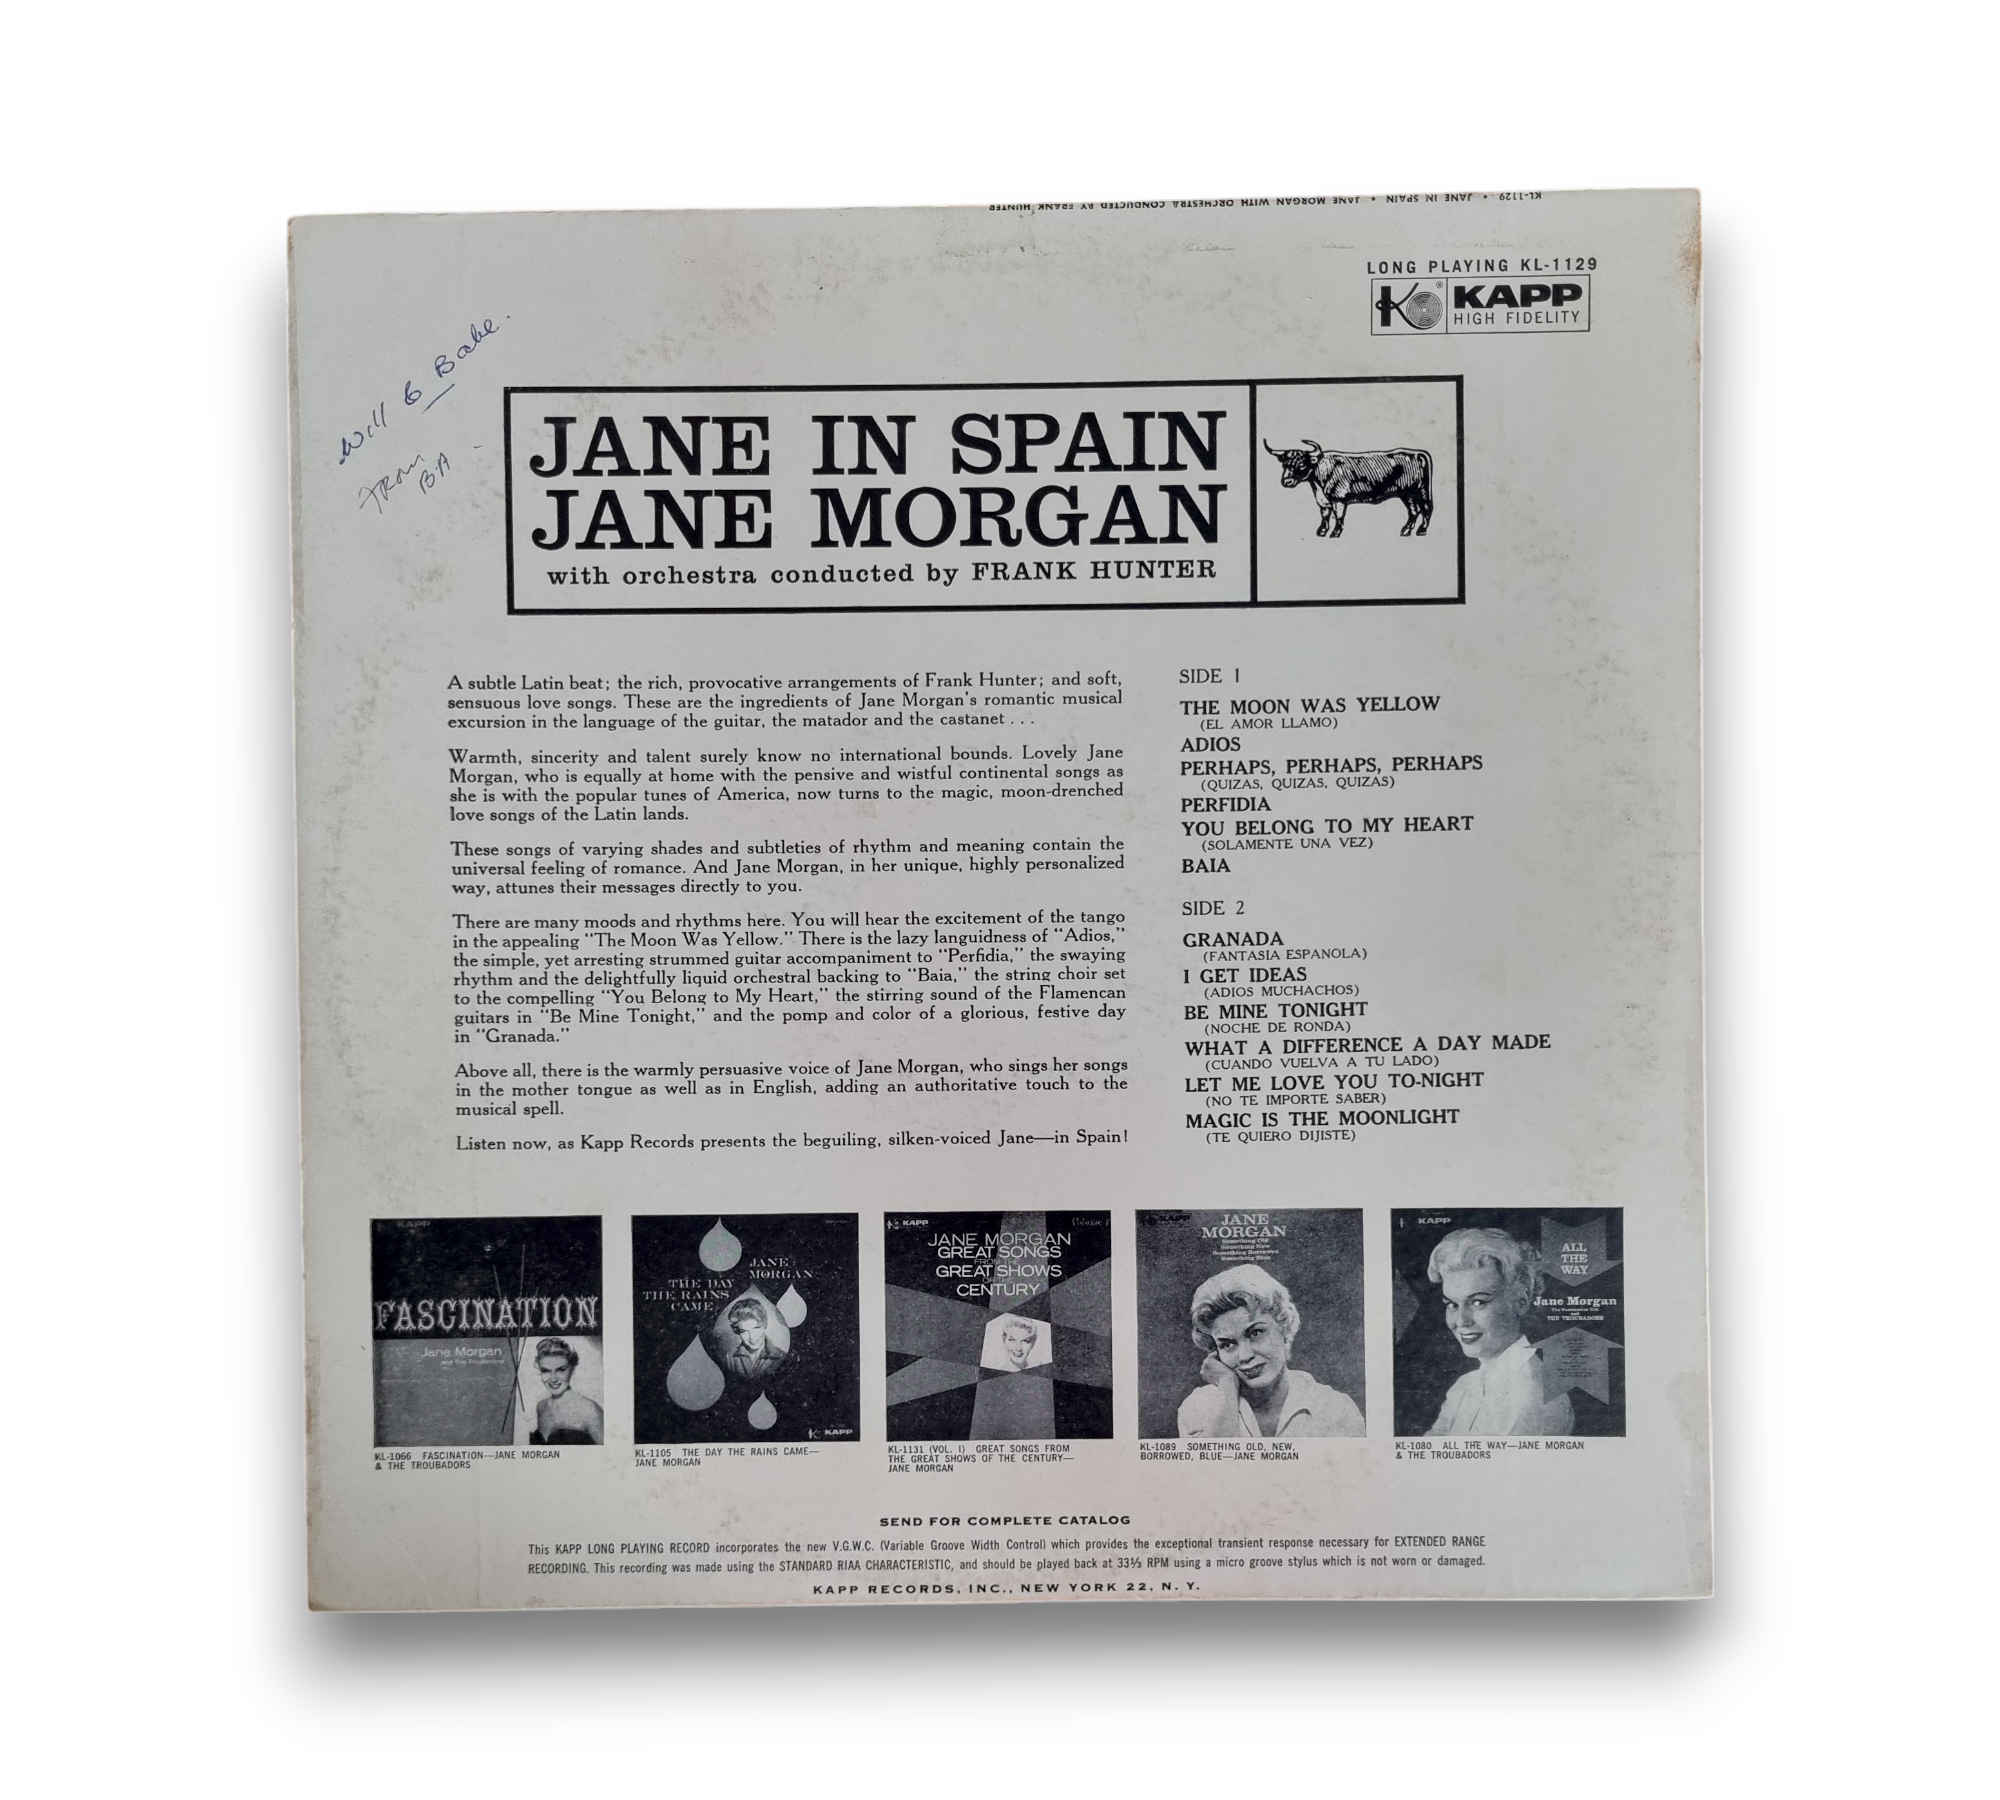 KL-1129 • JANE IN SPAIN • JANE MORGAN WITH ORCHESTRA CONDUCTED BY FRANK HUNTER
LONG PLAYING KL-1129
K ® KAPP
HIGH FIDELITY
Will & Babe.
FROM
B.A
JANE IN SPAIN
JANE MORGAN
with orchestra conducted by FRANK HUNTER
A subtle Latin beat; the rich, provocative arrangements of Frank Hunter; and soft,
sensuous love songs. These are the ingredients of Jane Morgan's romantic musical
excursion in the language of the guitar, the matador and the castanet . . .
Warmth, sincerity and talent surely know no international bounds. Lovely Jane
Morgan, who is equally at home with the pensive and wistful continental songs as
she is with the popular tunes of America, now turns to the magic, moon-drenched
love songs of the Latin lands.
These songs of varying shades and subtleties of rhythm and meaning contain the
universal feeling of romance. And Jane Morgan, in her unique, highly personalized
way, attunes their messages directly to you.
There are many moods and rhythms here. You will hear the excitement of the tango
in the appealing "The Moon Was Yellow." There is the lazy languidness of "Adios,"
the simple, yet arresting strummed guitar accompaniment to "Perfidia," the swaying
rhythm and the delightfully liquid orchestral backing to "Baia," the string choir set
to the compelling "You Belong to My Heart," the stirring sound of the Flamencan
guitars in "Be Mine Tonight," and the pomp and color of a glorious, festive day
in "Granada."
Above all, there is the warmly persuasive voice of Jane Morgan, who sings her songs
in the mother tongue as well as in English, adding an authoritative touch to the
musical spell.
Listen now, as Kapp Records presents the beguiling, silken-voiced Jane—in Spain!
SIDE 1
THE MOON WAS YELLOW
(EL AMOR LLAMO)
ADIOS
PERHAPS, PERHAPS, PERHAPS
(QUIZAS, QUIZAS, QUIZAS)
PERFIDIA
YOU BELONG TO MY HEART
(SOLAMENTE UNA VEZ)
BAIA
SIDE 2
GRANADA
(FANTASIA ESPANOLA)
I GET IDEAS
(ADIOS MUCHACHOS)
BE MINE TONIGHT
(NOCHE DE RONDA)
WHAT A DIFFERENCE A DAY MADE
(CUANDO VUELVA A TU LADO)
LET ME LOVE YOU TO-NIGHT
(NO TE IMPORTE SABER)
MAGIC IS THE MOONLIGHT
(TE QUIERO DIJISTE)
KAPP
FASCINATION
Jane Morgan
and The Troubadors
KL-1066 FASCINATION—JANE MORGAN
& THE TROUBADORS
JANE
MORGAN
THE DAY
THE RAINS
CAME
KAPP
KL-1105 THE DAY THE RAINS CAME—
JANE MORGAN
KAPP
Volume 1
JANE MORGAN
GREAT SONGS
FROM THE
GREAT SHOWS
OF THE
CENTURY
KL-1131 (VOL. I) GREAT SONGS FROM
THE GREAT SHOWS OF THE CENTURY—
JANE MORGAN
KAPP
JANE
MORGAN
Something Old
Something New
Something Borrowed
Something Blue
KL-1089 SOMETHING OLD, NEW,
BORROWED, BLUE—JANE MORGAN
KAPP
ALL
THE
WAY
Jane Morgan
THE TROUBADORS
KL-1080 ALL THE WAY—JANE MORGAN
& THE TROUBADORS
SEND FOR COMPLETE CATALOG
This KAPP LONG PLAYING RECORD incorporates the new V.G.W.C. (Variable Groove Width Control) which provides the exceptional transient response necessary for EXTENDED RANGE
RECORDING. This recording was made using the STANDARD RIAA CHARACTERISTIC, and should be played back at 33⅓ RPM using a micro groove stylus which is not worn or damaged.
KAPP RECORDS, INC., NEW YORK 22, N. Y.